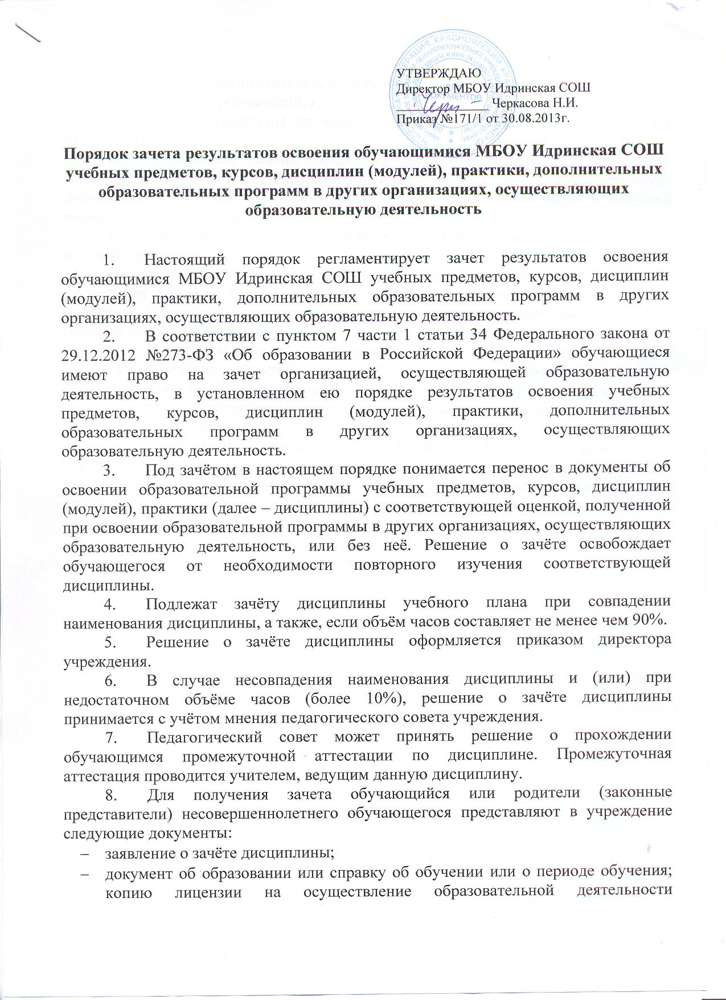 УТВЕРЖДАЮ
Директор МБОУ Идринская СОШ
Черкасова Н.И.
Приказ №171/1 от 30.08.2013г.
Порядок зачета результатов освоения обучающимися МБОУ Идринская СОШ
учебных предметов, курсов, дисциплин (модулей), практики, дополнительных
образовательных программ в других организациях, осуществляющих
образовательную деятельность
1. Настоящий порядок регламентирует зачет результатов освоения
обучающимися МБОУ Идринская СОШ учебных предметов, курсов, дисциплин
(модулей), практики, дополнительных образовательных программ в других
организациях, осуществляющих образовательную деятельность.
2. В соответствии с пунктом 7 части 1 статьи 34 Федерального закона от
29.12.2012 №273-ФЗ «Об образовании в Российской Федерации» обучающиеся
имеют право на зачет организацией, осуществляющей образовательную
деятельность, в установленном ею порядке результатов освоения учебных
предметов, курсов, дисциплин (модулей), практики, дополнительных
образовательных программ в других организациях, осуществляющих
образовательную деятельность.
3. Под зачётом в настоящем порядке понимается перенос в документы об
освоении образовательной программы учебных предметов, курсов, дисциплин
(модулей), практики (далее – дисциплины) с соответствующей оценкой, полученной
при освоении образовательной программы в других организациях, осуществляющих
образовательную деятельность, или без неё. Решение о зачёте освобождает
обучающегося от необходимости повторного изучения соответствующей
дисциплины.
4. Подлежат зачёту дисциплины учебного плана при совпадении
наименования дисциплины, а также, если объём часов составляет не менее чем 90%.
5. Решение о зачёте дисциплины оформляется приказом директора
учреждения.
6. В случае несовпадения наименования дисциплины и (или) при
недостаточном объёме часов (более 10%), решение о зачёте дисциплины
принимается с учётом мнения педагогического совета учреждения.
7. Педагогический совет может принять решение о прохождении
обучающимся промежуточной аттестации по дисциплине. Промежуточная
аттестация проводится учителем, ведущим данную дисциплину.
8. Для получения зачета обучающийся или родители (законные
представители) несовершеннолетнего обучающегося представляют в учреждение
следующие документы:
– заявление о зачёте дисциплины;
– документ об образовании или справку об обучении или о периоде обучения;
копию лицензии на осуществление образовательной деятельности